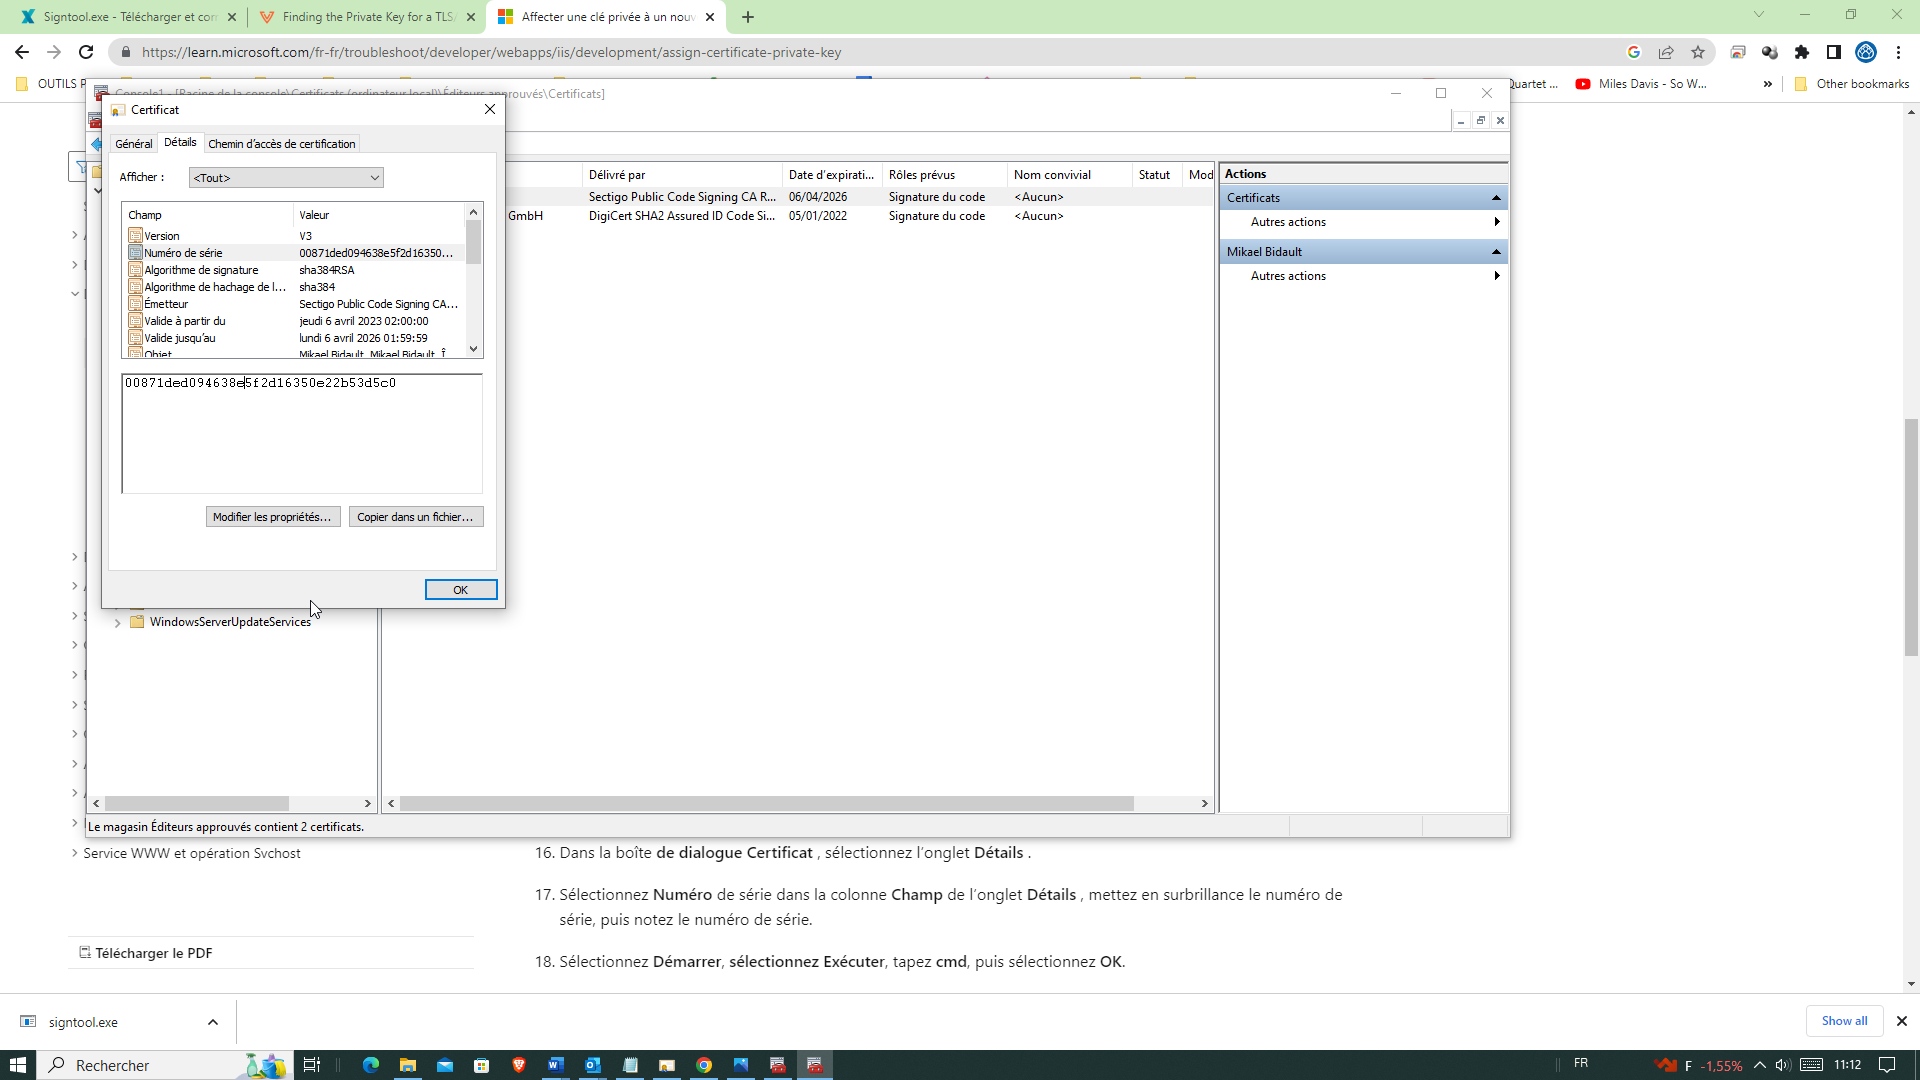 Signtool.exe - Télécharger et cor
Finding the Private Key for a TLS/
Affecter une clé privée à un nouv
https://learn.microsoft.com/fr-fr/troubleshoot/developer/webapps/iis/development/assign-certificate-private-key
OUTILS
Quartet ...
Miles Davis - So W...
»
Other bookmarks
Console1 - [Racine de la console\Certificats (ordinateur local)\Éditeurs approuvés\Certificats]
Certificat
Général
Détails
Chemin d'accès de certification
Afficher :
<Tout>
Champ
Valeur
Version
V3
Numéro de série
00871ded094638e5f2d16350...
Algorithme de signature
sha384RSA
Algorithme de hachage de l...
sha384
Émetteur
Sectigo Public Code Signing CA...
Valide à partir du
jeudi 6 avril 2023 02:00:00
Valide jusqu'au
lundi 6 avril 2026 01:59:59
Objet
Mikael Bidault, Mikael Bidault, Î
00871ded094638e5f2d16350e22b53d5c0
Modifier les propriétés...
Copier dans un fichier...
OK
WindowsServerUpdateServices
Délivré par
Date d'expirati...
Rôles prévus
Nom convivial
Statut
Mod
Sectigo Public Code Signing CA R...
06/04/2026
Signature du code
<Aucun>
GmbH
DigiCert SHA2 Assured ID Code Si...
05/01/2022
Signature du code
<Aucun>
Actions
Certificats
Autres actions
Mikael Bidault
Autres actions
Le magasin Éditeurs approuvés contient 2 certificats.
Service WWW et opération Svchost
Télécharger le PDF
16. Dans la boîte de dialogue Certificat , sélectionnez l'onglet Détails .
17. Sélectionnez Numéro de série dans la colonne Champ de l'onglet Détails , mettez en surbrillance le numéro de
série, puis notez le numéro de série.
18. Sélectionnez Démarrer, sélectionnez Exécuter, tapez cmd, puis sélectionnez OK.
signtool.exe
Show all
Rechercher
FR
F -1,55%
11:12